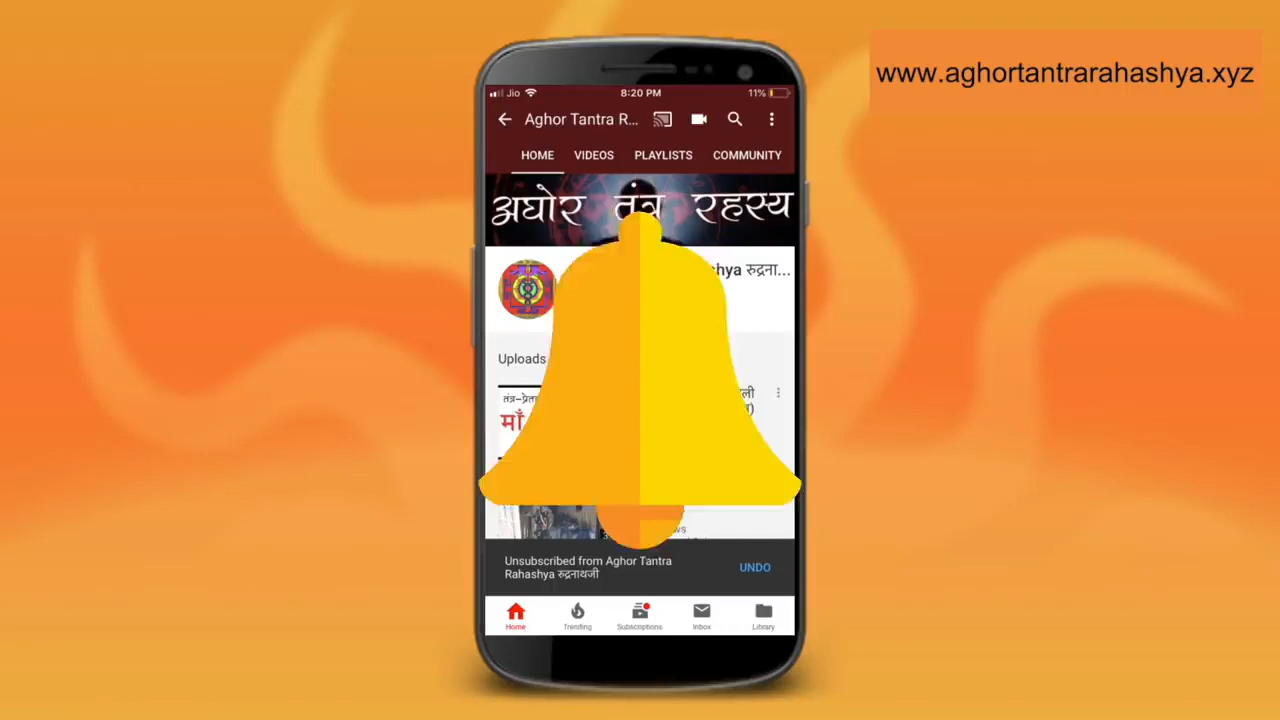 www.aghortantrarahashya.xyz
Jio 8:20 PM 11%
Aghor Tantra R...
HOME VIDEOS PLAYLISTS COMMUNITY
अघोर तंत्र रहस्य
रुद्रना...
Uploads
माँ
Unsubscribed from Aghor Tantra
Rahashya रुद्रनाथजी
UNDO
Home Trending Subscriptions Inbox Library